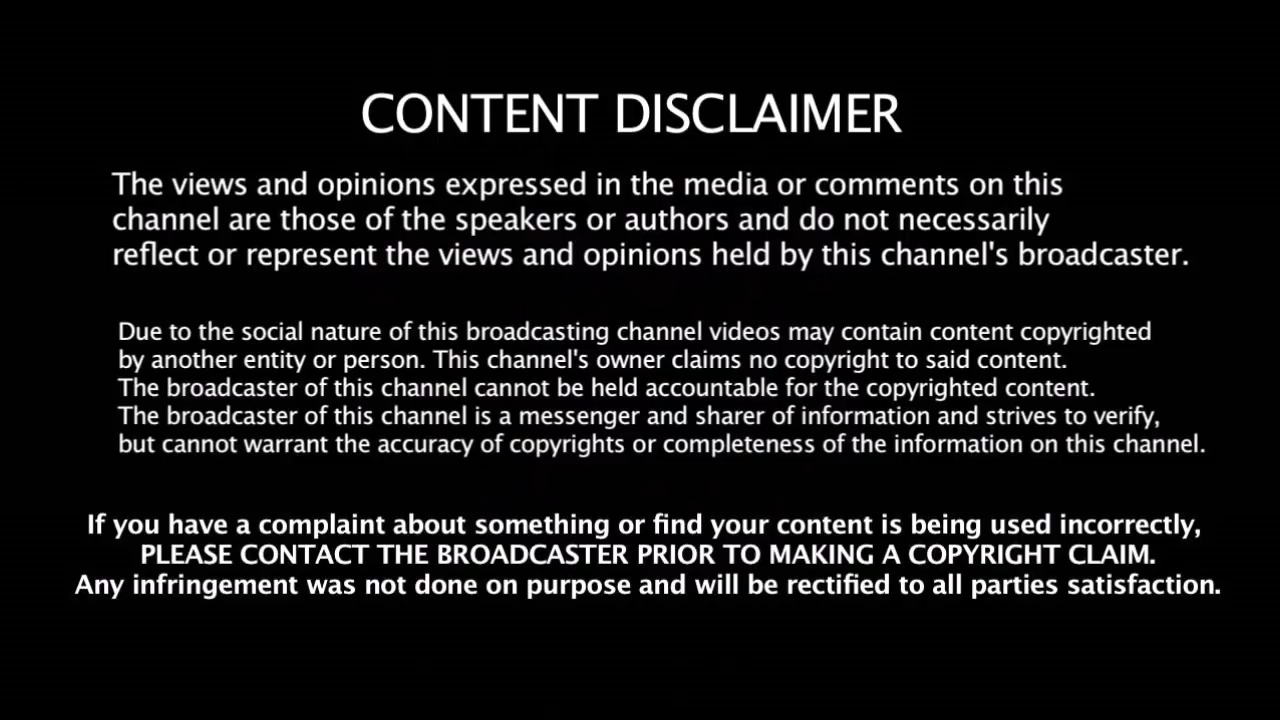 CONTENT DISCLAIMER
The views and opinions expressed in the media or comments on this
channel are those of the speakers or authors and do not necessarily
reflect or represent the views and opinions held by this channel's broadcaster.
Due to the social nature of this broadcasting channel videos may contain content copyrighted
by another entity or person. This channel's owner claims no copyright to said content.
The broadcaster of this channel cannot be held accountable for the copyrighted content.
The broadcaster of this channel is a messenger and sharer of information and strives to verify,
but cannot warrant the accuracy of copyrights or completeness of the information on this channel.
If you have a complaint about something or find your content is being used incorrectly,
PLEASE CONTACT THE BROADCASTER PRIOR TO MAKING A COPYRIGHT CLAIM.
Any infringement was not done on purpose and will be rectified to all parties satisfaction.